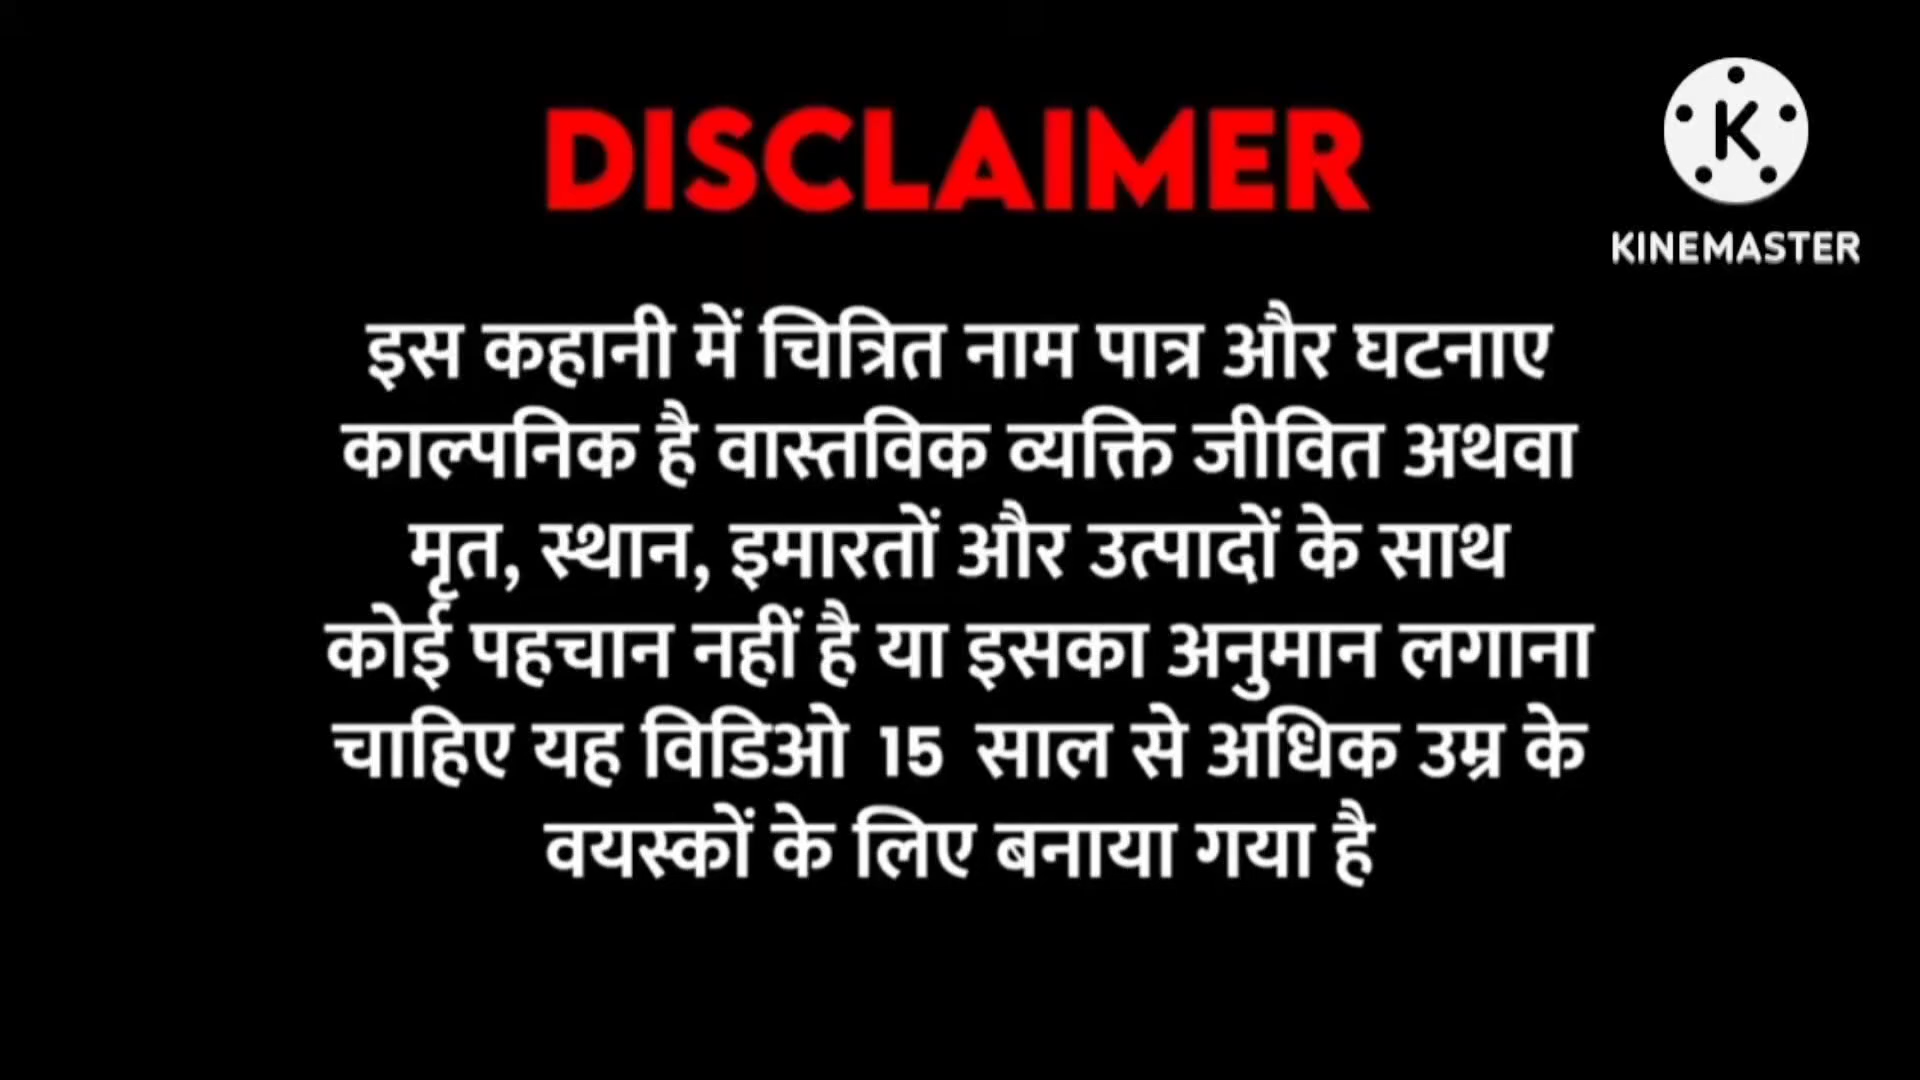 DISCLAIMER
K
KINEMASTER
इस कहानी में चित्रित नाम पात्र और घटनाए
काल्पनिक है वास्तविक व्यक्ति जीवित अथवा
मृत, स्थान, इमारतों और उत्पादों के साथ
कोई पहचान नहीं है या इसका अनुमान लगाना
चाहिए यह विडिओ 15 साल से अधिक उम्र के
वयस्कों के लिए बनाया गया है